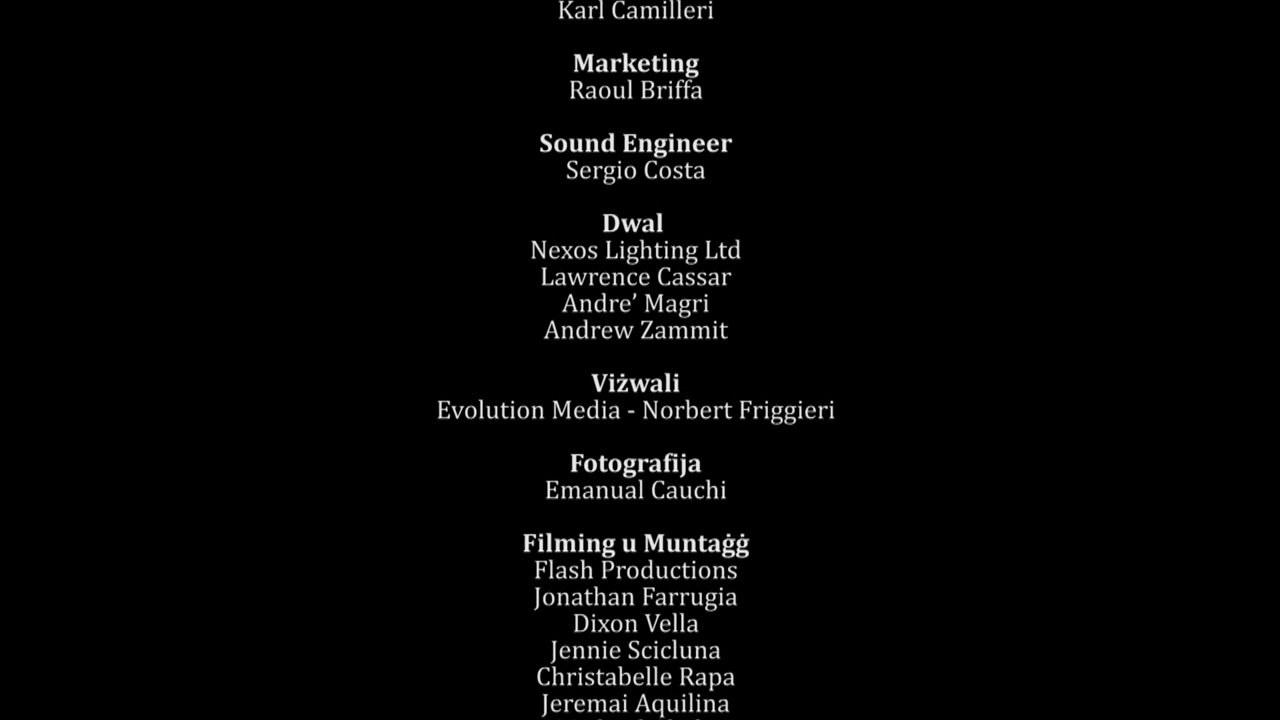 Karl Camilleri
Marketing
Raoul Briffa
Sound Engineer
Sergio Costa
Dwal
Nexos Lighting Ltd
Lawrence Cassar
Andre’ Magri
Andrew Zammit
Viżwali
Evolution Media - Norbert Friggieri
Fotografija
Emanual Cauchi
Filming u Muntaġġ
Flash Productions
Jonathan Farrugia
Dixon Vella
Jennie Scicluna
Christabelle Rapa
Jeremai Aquilina